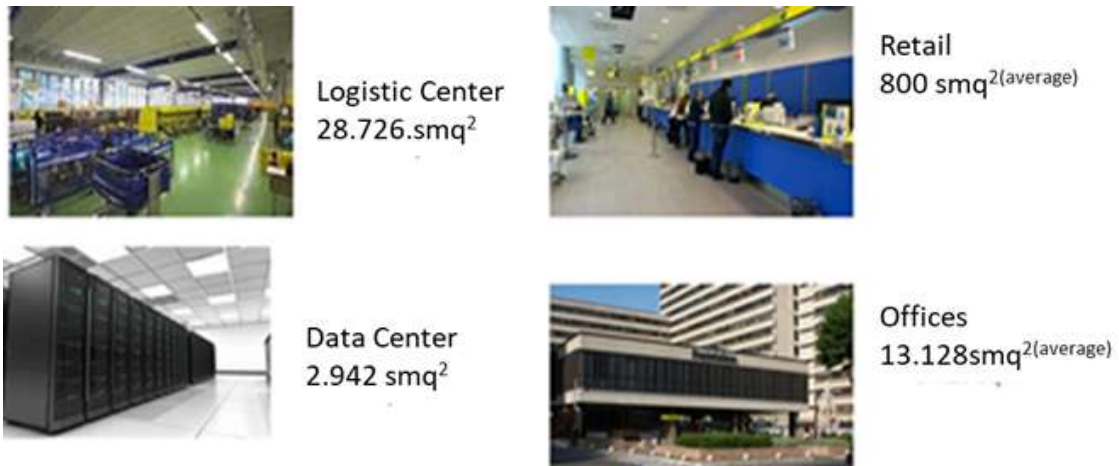 Logistic Center
28.726.smq²
Retail
800 smq²⁽ᵃᵛᵉʳᵃᵍᵉ⁾
Data Center
2.942 smq²
Offices
13.128smq²⁽ᵃᵛᵉʳᵃᵍᵉ⁾